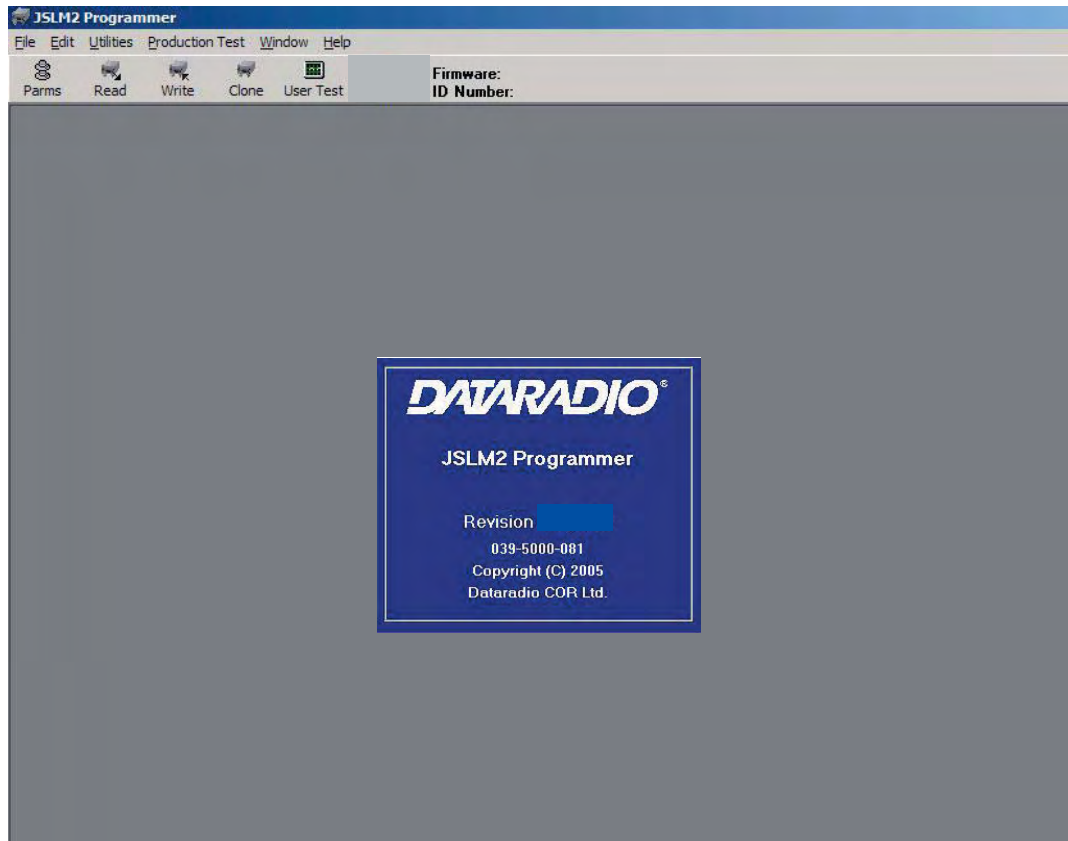 JSLM2 Programmer
File Edit Utilities Production Test Window Help
Parms Read Write Clone User Test
Firmware:
ID Number:
DATARADIO®
JSLM2 Programmer
Revision
039-5000-081
Copyright (C) 2005
Dataradio COR Ltd.